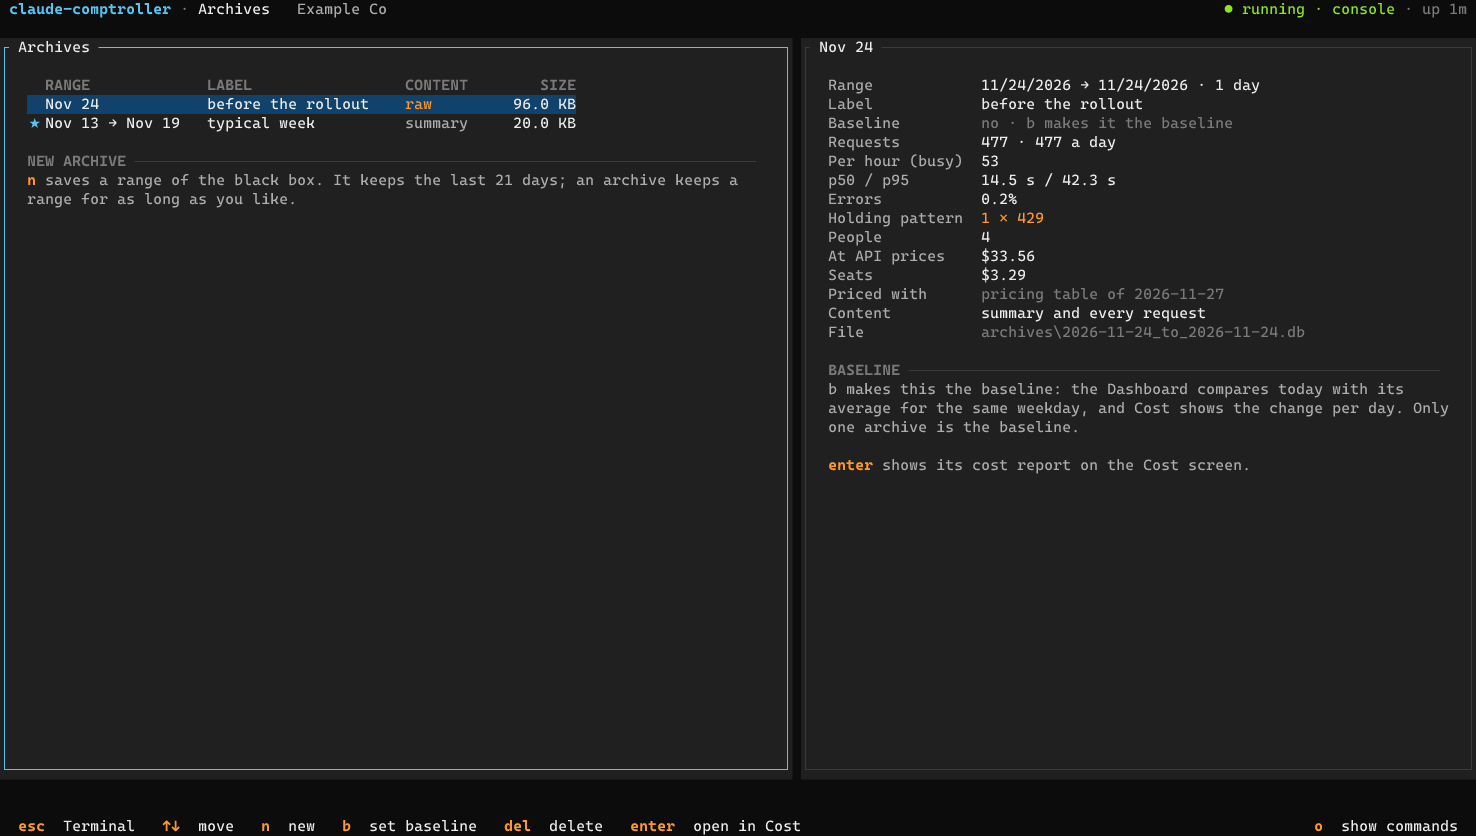 claude-comptroller · Archives   Example Co   ● running · console · up 1m
Archives
RANGE   LABEL   CONTENT   SIZE
Nov 24   before the rollout   raw   96.0 KB
★ Nov 13 → Nov 19   typical week   summary   20.0 KB
NEW ARCHIVE
n saves a range of the black box. It keeps the last 21 days; an archive keeps a
range for as long as you like.
Nov 24
Range   11/24/2026 → 11/24/2026 · 1 day
Label   before the rollout
Baseline   no · b makes it the baseline
Requests   477 · 477 a day
Per hour (busy)   53
p50 / p95   14.5 s / 42.3 s
Errors   0.2%
Holding pattern   1 × 429
People   4
At API prices   $33.56
Seats   $3.29
Priced with   pricing table of 2026-11-27
Content   summary and every request
File   archives\2026-11-24_to_2026-11-24.db
BASELINE
b makes this the baseline: the Dashboard compares today with its
average for the same weekday, and Cost shows the change per day. Only
one archive is the baseline.
enter shows its cost report on the Cost screen.
esc Terminal   ↑↓ move   n new   b set baseline   del delete   enter open in Cost   o show commands